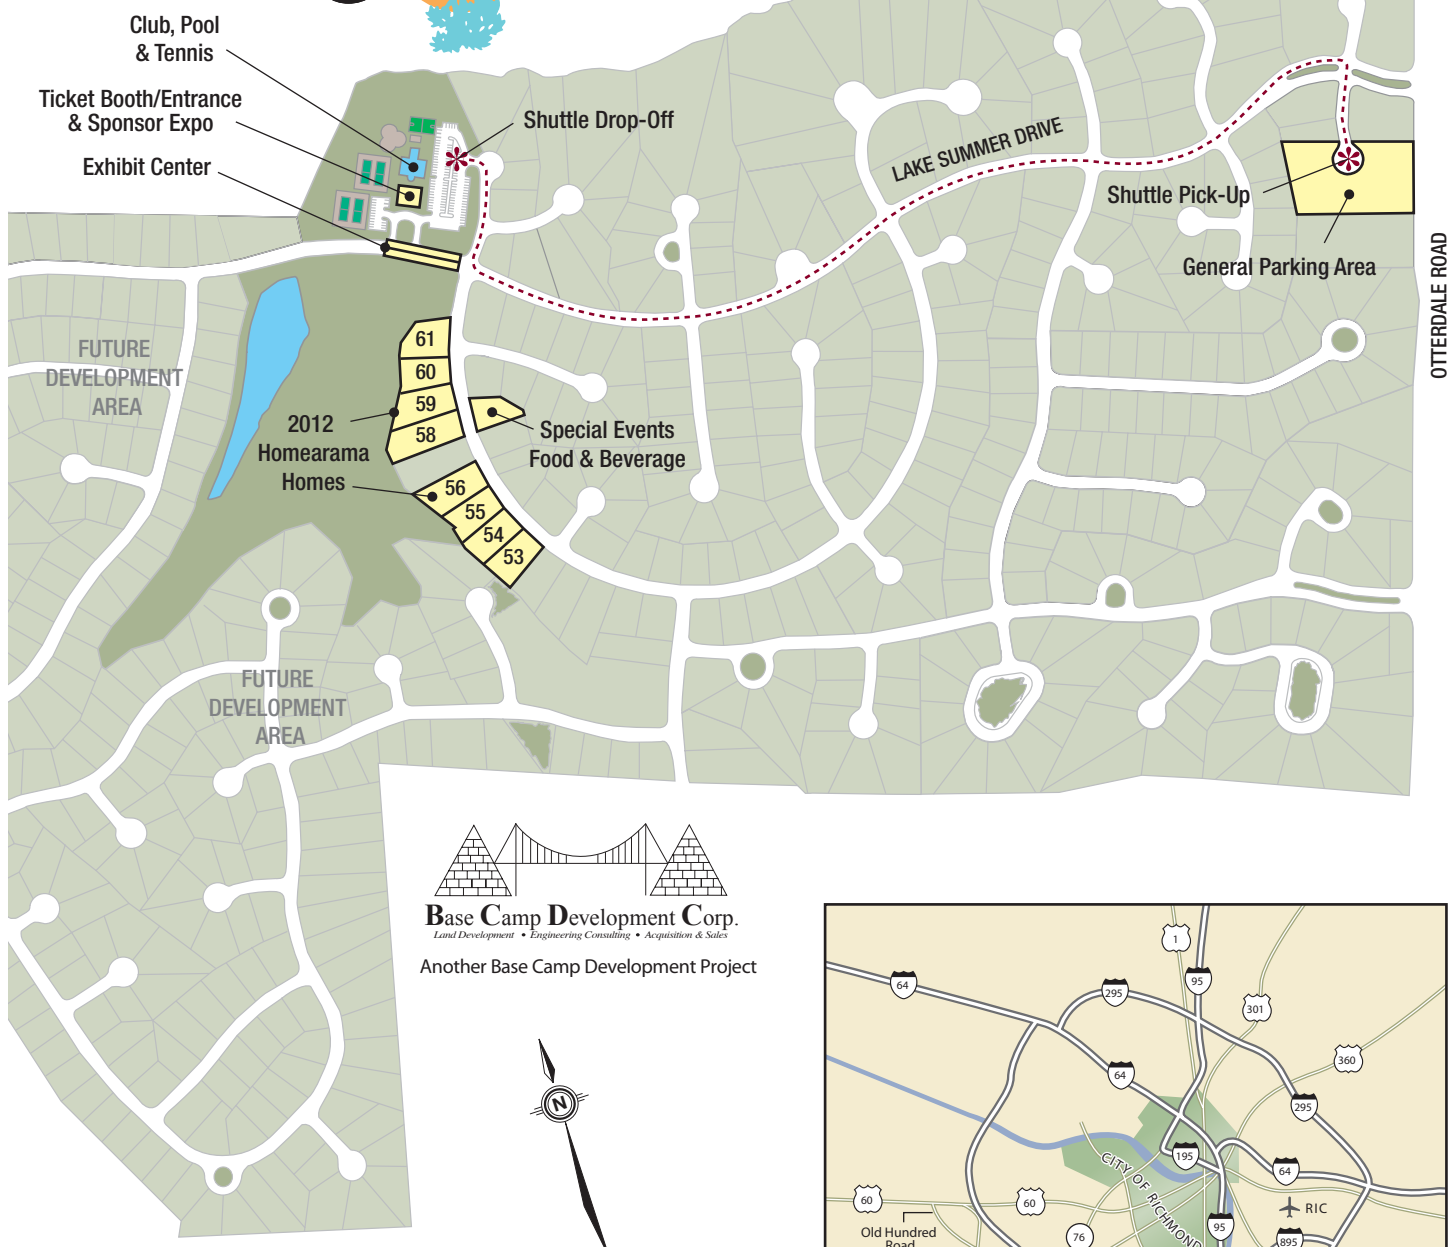 Club, Pool
& Tennis
Ticket Booth/Entrance
& Sponsor Expo
Exhibit Center
Shuttle Drop-Off
LAKE SUMMER DRIVE
Shuttle Pick-Up
General Parking Area
OTTERDALE ROAD
FUTURE
DEVELOPMENT
AREA
61
60
59
58
2012
Homearama
Homes
Special Events
Food & Beverage
56
55
54
53
FUTURE
DEVELOPMENT
AREA
Base Camp Development Corp.
Land Development • Engineering Consulting • Acquisition & Sales
Another Base Camp Development Project
N
1
64
295
95
301
360
64
295
195
64
CITY OF RICHMOND
60
60
RIC
Old Hundred
Road
76
95
895